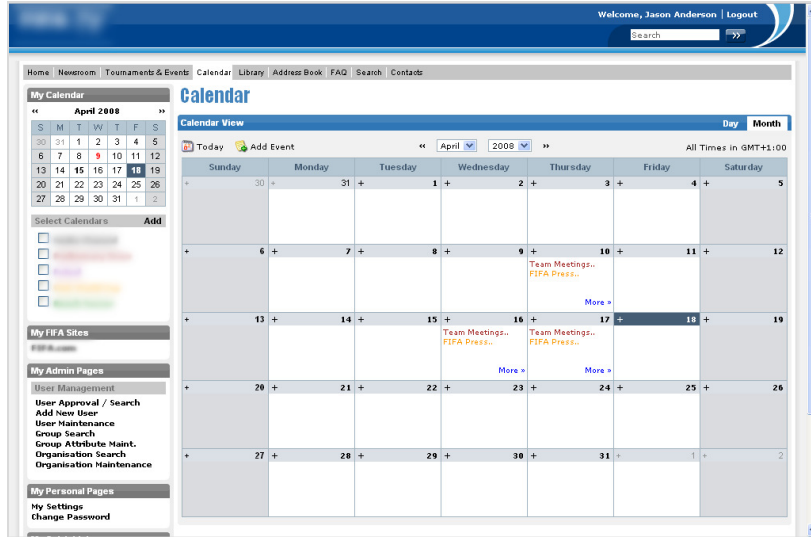 Welcome, Jason Anderson | Logout
Search »
Home | Newsroom | Tournaments & Events | Calendar | Library | Address Book | FAQ | Search | Contacts
My Calendar
« April 2008 »
S M T W T F S
30 31 1 2 3 4 5
6 7 8 9 10 11 12
13 14 15 16 17 18 19
20 21 22 23 24 25 26
27 28 29 30 31 1 2
Select Calendars Add
My FIFA Sites
FIFA.com
My Admin Pages
User Management
User Approval / Search
Add New User
User Maintenance
Group Search
Group Attribute Maint.
Organisation Search
Organisation Maintenance
My Personal Pages
My Settings
Change Password
Calendar
Calendar View Day Month
Today Add Event « April 2008 » All Times in GMT+1:00
Sunday Monday Tuesday Wednesday Thursday Friday Saturday
+ 30 + 31 + 1 + 2 + 3 + 4 + 5
+ 6 + 7 + 8 + 9 + 10 + 11 + 12
Team Meetings..
FIFA Press..
More »
+ 13 + 14 + 15 + 16 + 17 + 18 + 19
Team Meetings.. Team Meetings..
FIFA Press.. FIFA Press..
More » More »
+ 20 + 21 + 22 + 23 + 24 + 25 + 26
+ 27 + 28 + 29 + 30 + 31 + 1 + 2